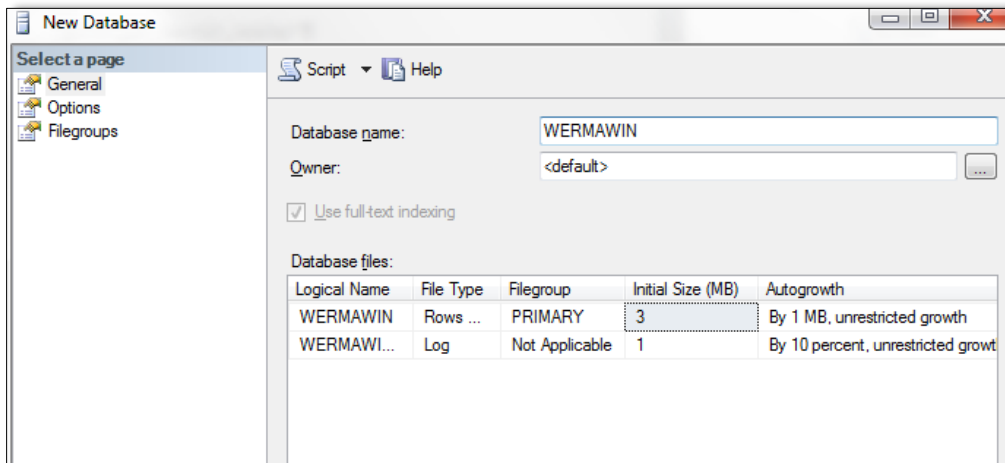 New Database
Select a page
General
Options
Filegroups
Script Help
Database name: WERMAWIN
Owner: <default> ...
Use full-text indexing
Database files:
Logical Name File Type Filegroup Initial Size (MB) Autogrowth
WERMAWIN Rows ... PRIMARY 3 By 1 MB, unrestricted growth
WERMAWI... Log Not Applicable 1 By 10 percent, unrestricted growt